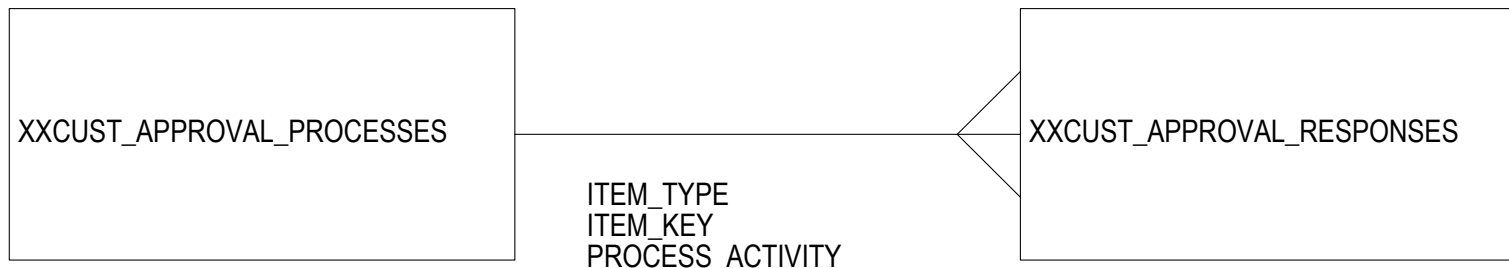 XXCUST_APPROVAL_PROCESSES
XXCUST_APPROVAL_RESPONSES
ITEM_TYPE
ITEM_KEY
PROCESS_ACTIVITY